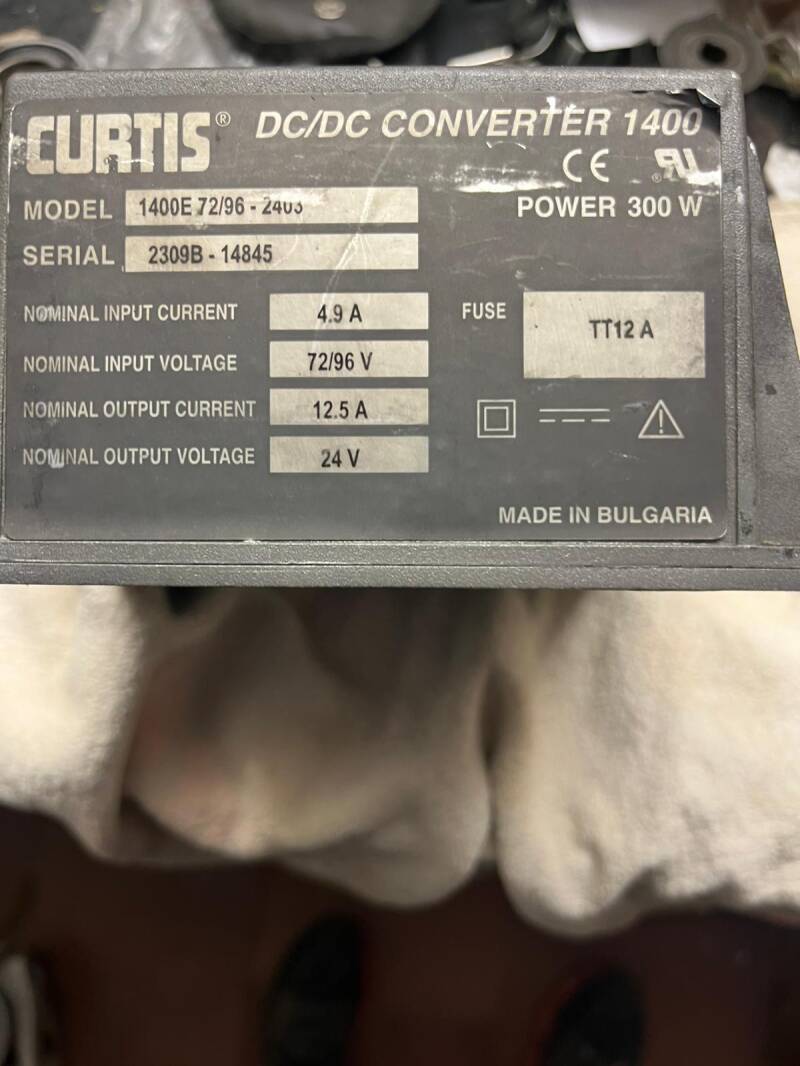 CURTIS® DC/DC CONVERTER 1400
CE RU
MODEL 1400E 72/96 - 2403
POWER 300 W
SERIAL 2309B - 14845
NOMINAL INPUT CURRENT 4.9 A
FUSE TT12 A
NOMINAL INPUT VOLTAGE 72/96 V
NOMINAL OUTPUT CURRENT 12.5 A
NOMINAL OUTPUT VOLTAGE 24 V
MADE IN BULGARIA